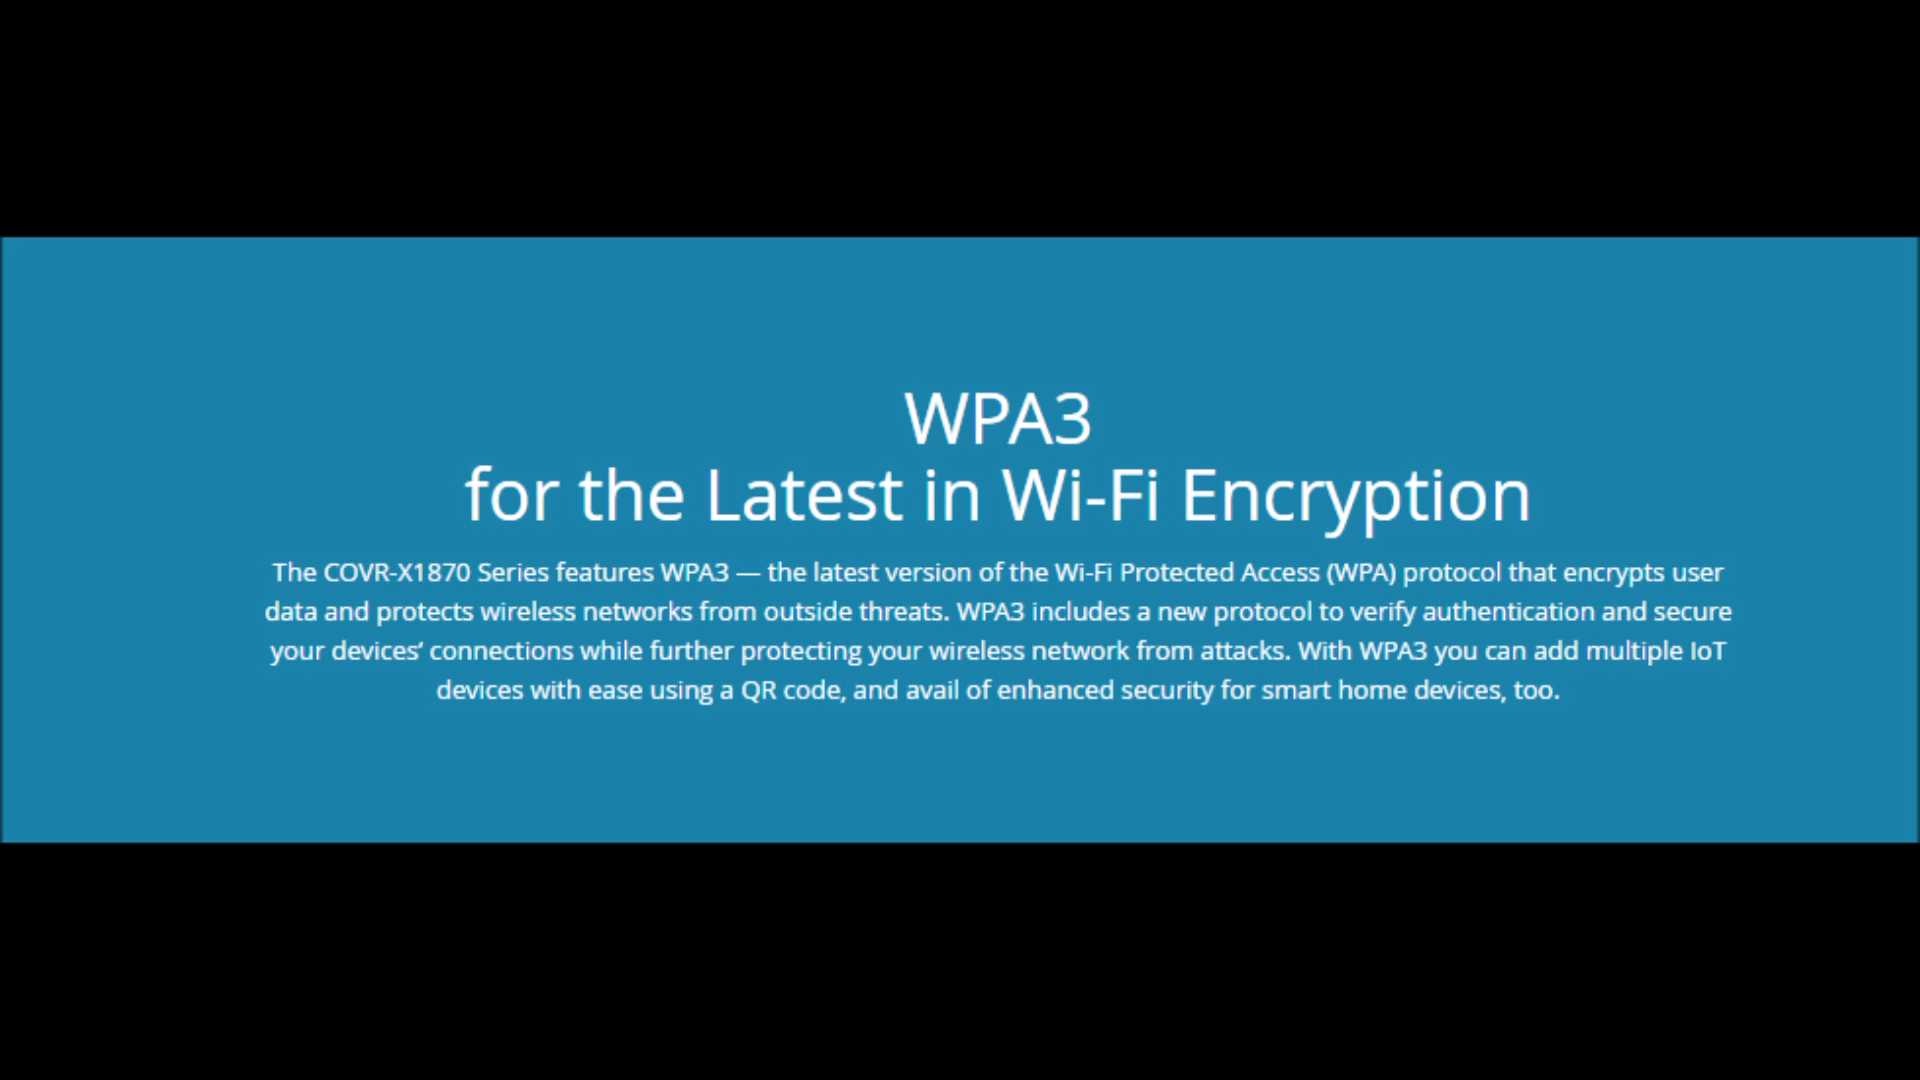 WPA3
for the Latest in Wi-Fi Encryption
The COVR-X1870 Series features WPA3 — the latest version of the Wi-Fi Protected Access (WPA) protocol that encrypts user
data and protects wireless networks from outside threats. WPA3 includes a new protocol to verify authentication and secure
your devices’ connections while further protecting your wireless network from attacks. With WPA3 you can add multiple IoT
devices with ease using a QR code, and avail of enhanced security for smart home devices, too.